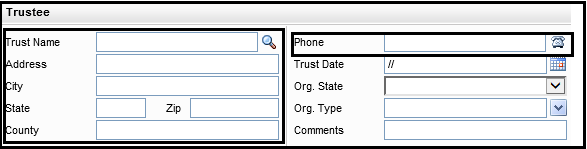 Trustee
Trust Name
Address
City
State Zip
County
Phone
Trust Date //
Org. State
Org. Type
Comments